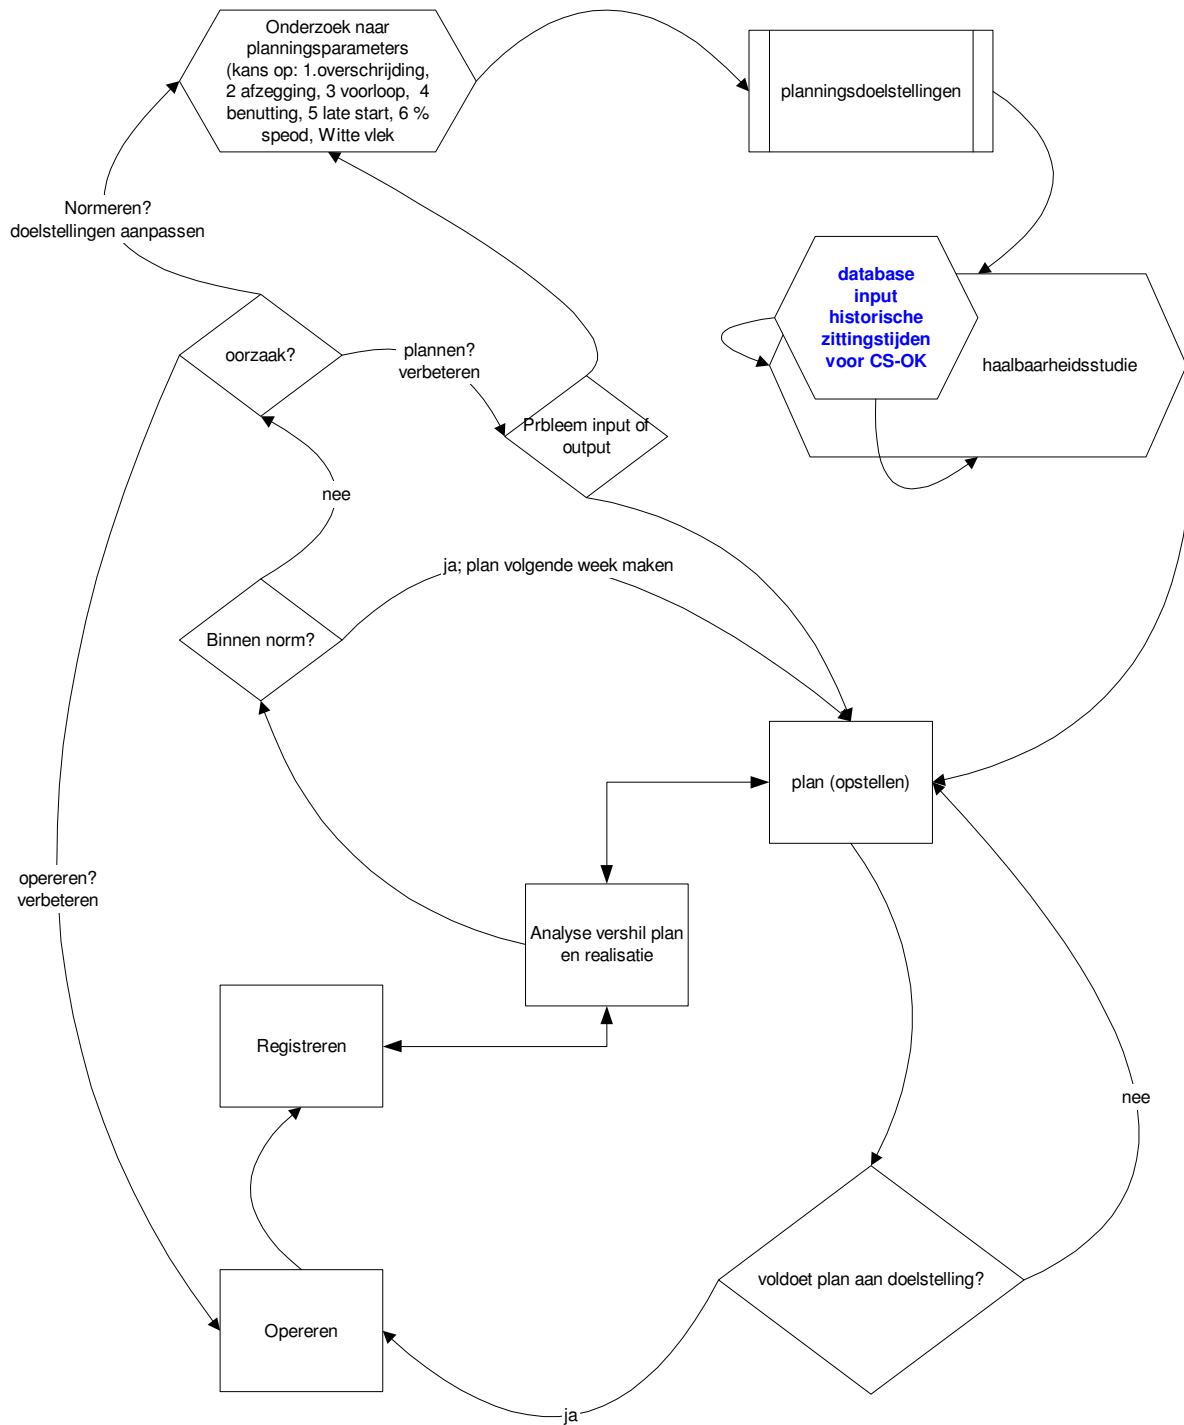 Onderzoek naar
planningsparameters
(kans op: 1.overschrijding,
2 afzegging, 3 voorloop, 4
benutting, 5 late start, 6 %
speod, Witte vlek
planningsdoelstellingen
Normeren?
doelstellingen aanpassen
database
input
historische
zittingstijden
voor CS-OK
haalbaarheidsstudie
oorzaak?
plannen?
verbeteren
Prbleem input of
output
nee
ja; plan volgende week maken
Binnen norm?
plan (opstellen)
opereren?
verbeteren
Analyse vershil plan
en realisatie
Registreren
nee
voldoet plan aan doelstelling?
Opereren
ja